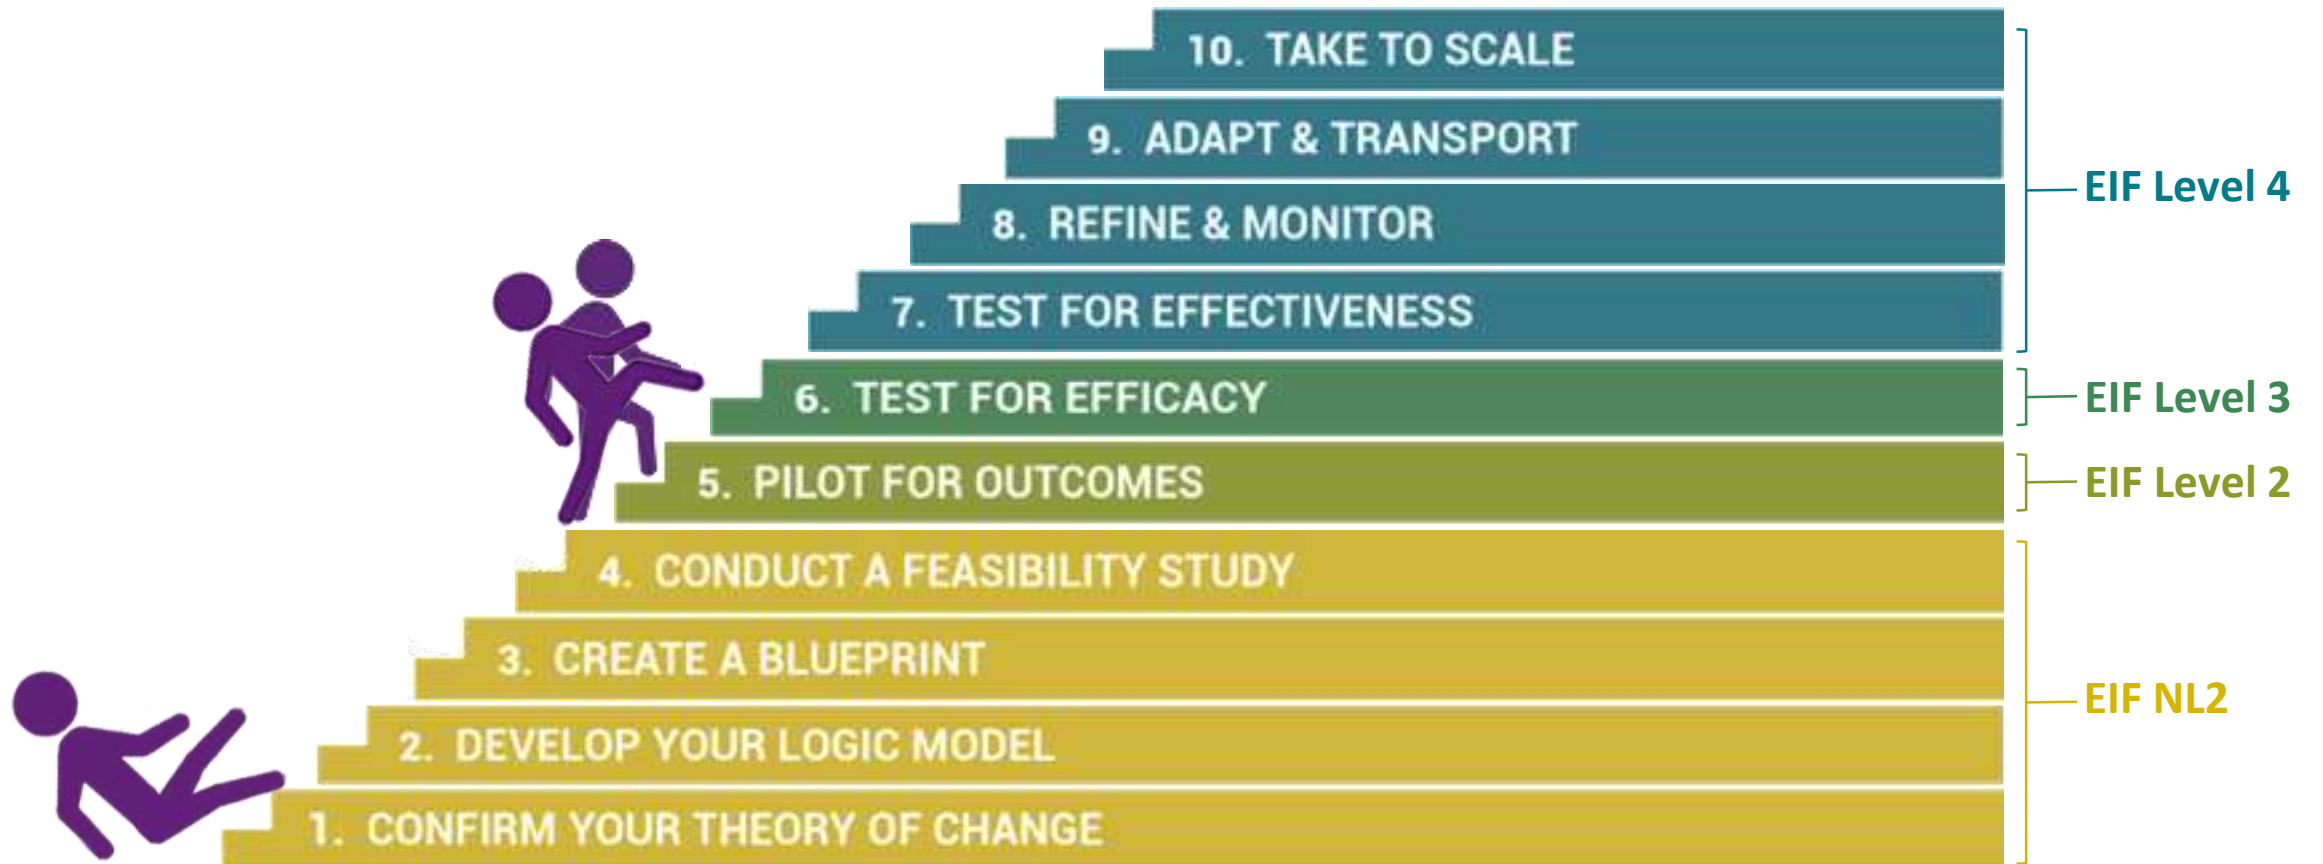 10. TAKE TO SCALE
9. ADAPT & TRANSPORT
8. REFINE & MONITOR
7. TEST FOR EFFECTIVENESS
EIF Level 4
6. TEST FOR EFFICACY
EIF Level 3
5. PILOT FOR OUTCOMES
EIF Level 2
4. CONDUCT A FEASIBILITY STUDY
3. CREATE A BLUEPRINT
2. DEVELOP YOUR LOGIC MODEL
1. CONFIRM YOUR THEORY OF CHANGE
EIF NL2